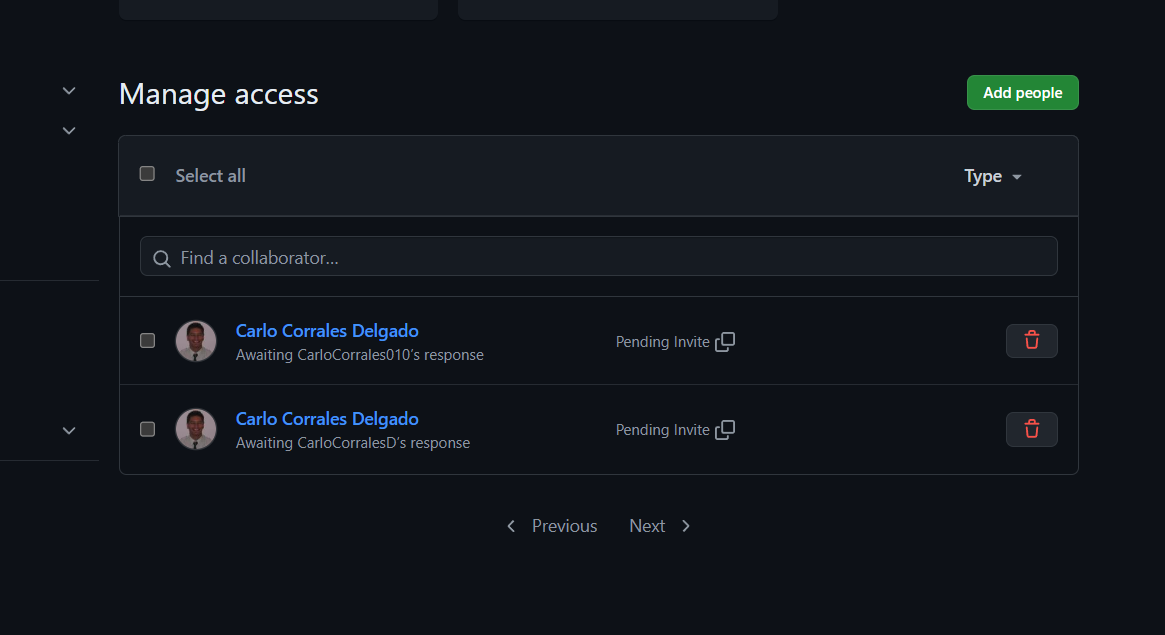 Manage access
Add people
Select all
Type
Find a collaborator...
Carlo Corrales Delgado
Awaiting CarloCorrales010's response
Pending Invite
Carlo Corrales Delgado
Awaiting CarloCorralesD's response
Pending Invite
Previous
Next